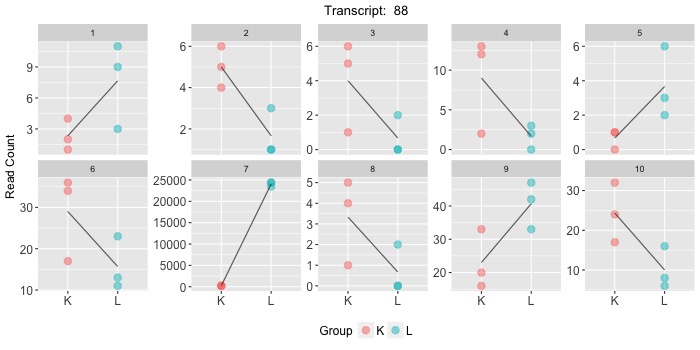 Transcript: 88
1 2 3 4 5
9 6 3
6 4 2
6 4 2 0
10 5 0
6 4 2 0
Read Count
6 7 8 9 10
30 20 10
25000 20000 15000 10000 5000 0
5 4 3 2 1 0
40 30 20
30 20 10
K L K L K L K L K L
Group K L